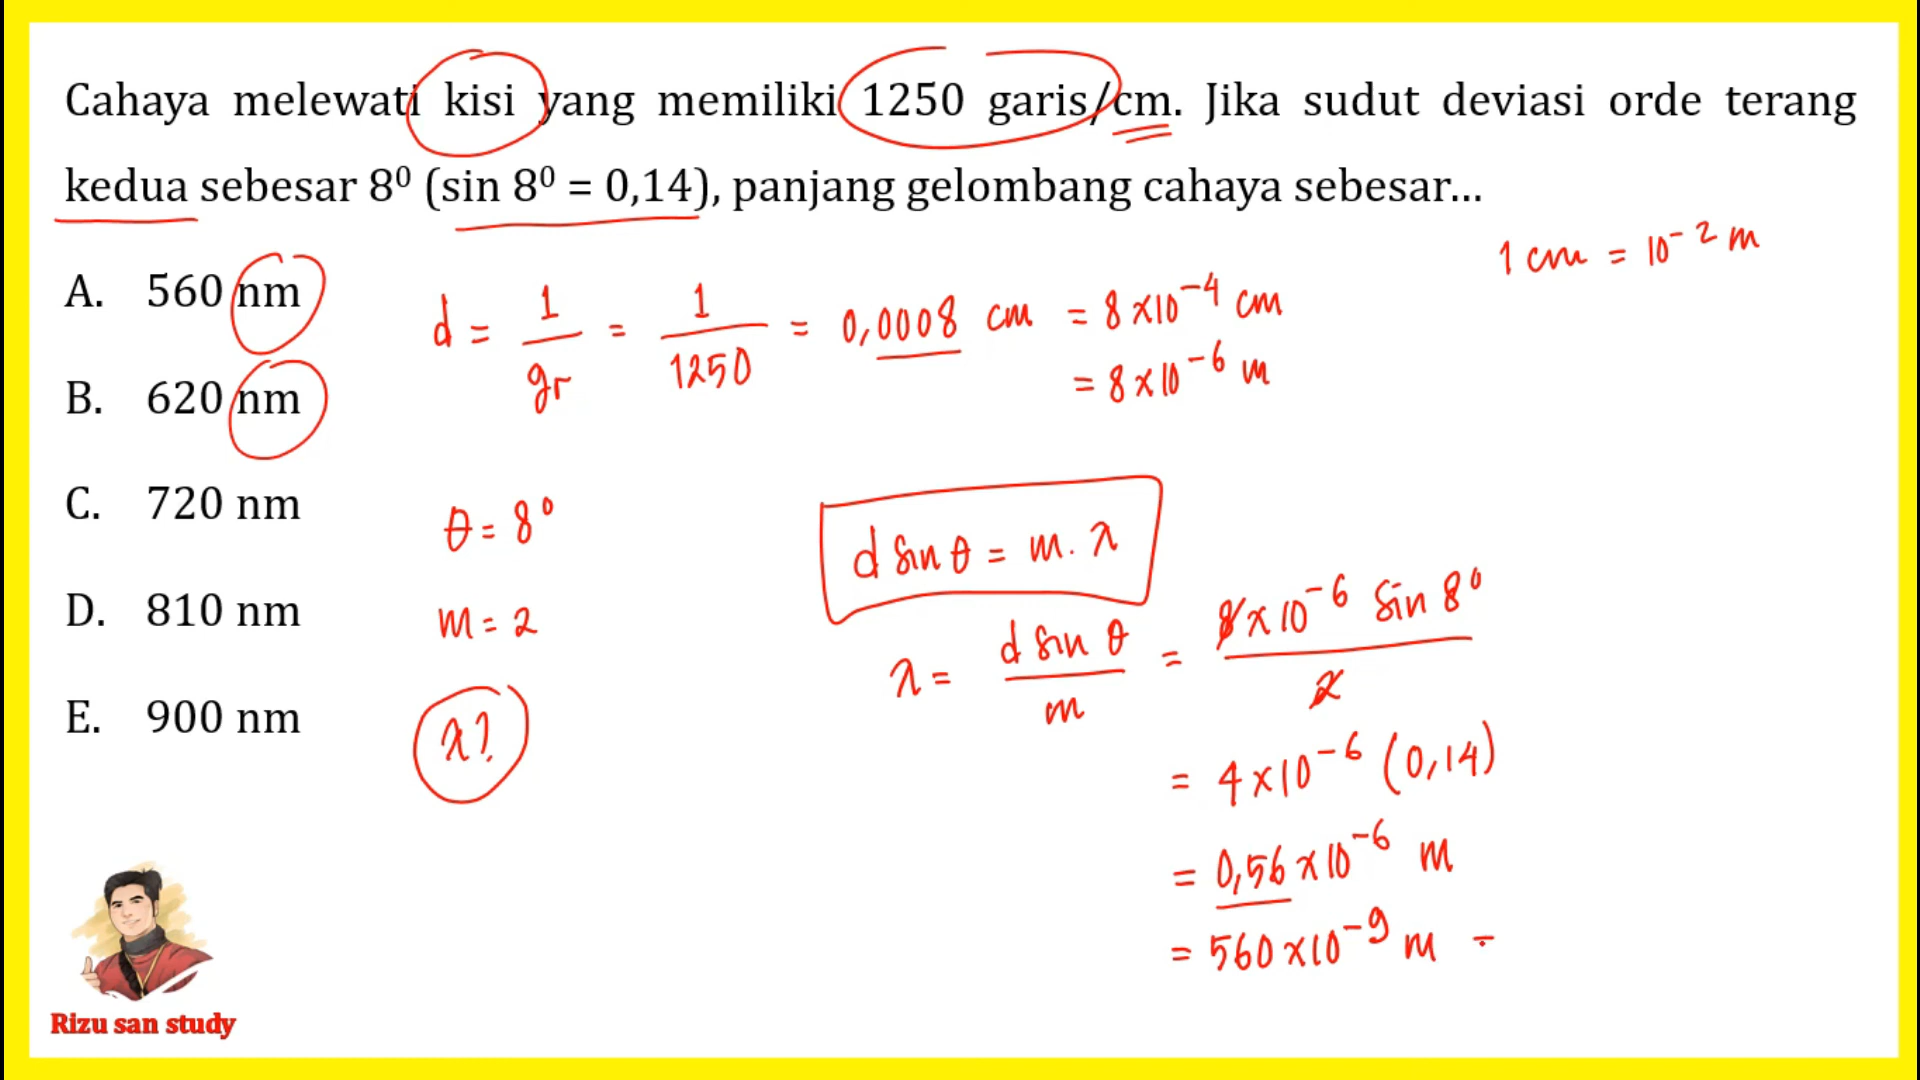 Cahaya melewati kisi yang memiliki 1250 garis/cm. Jika sudut deviasi orde terang
kedua sebesar 8⁰ (sin 8⁰ = 0,14), panjang gelombang cahaya sebesar...
1 cm = 10⁻² m
A. 560 nm
B. 620 nm
C. 720 nm
D. 810 nm
E. 900 nm
d = 1/gr = 1/1250 = 0,0008 cm = 8 x 10⁻⁴ cm
= 8 x 10⁻⁶ m
θ = 8⁰
m = 2
λ?
d sin θ = m . λ
λ = d sin θ / m = 8 x 10⁻⁶ sin 8⁰ / 2
= 4 x 10⁻⁶ (0,14)
= 0,56 x 10⁻⁶ m
= 560 x 10⁻⁹ m =
Rizu san study